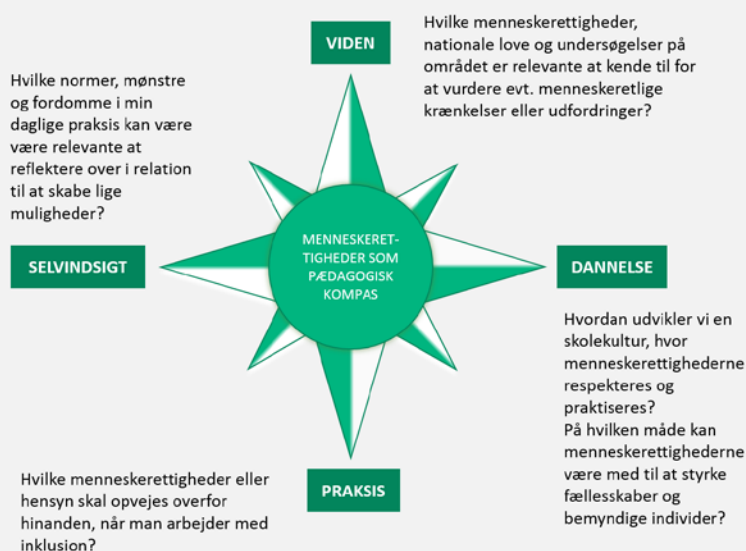 VIDEN
Hvilke menneskerettigheder,
nationale love og undersøgelser på
området er relevante at kende til for
at vurdere evt. menneskeretlige
krænkelser eller udfordringer?
Hvilke normer, mønstre
og fordomme i min
daglige praksis kan være
være relevante at
reflektere over i relation
til at skabe lige
muligheder?
SELVINDSIGT
MENNESKERET-
TIGHEDER SOM
PÆDAGOGISK
KOMPAS
DANNELSE
Hvordan udvikler vi en
skolekultur, hvor
menneskerettighederne
respekteres og
praktiseres?
På hvilken måde kan
menneskerettighederne
være med til at styrke
fællesskaber og
bemyndige individer?
PRAKSIS
Hvilke menneskerettigheder eller
hensyn skal opvejes overfor
hinanden, når man arbejder med
inklusion?